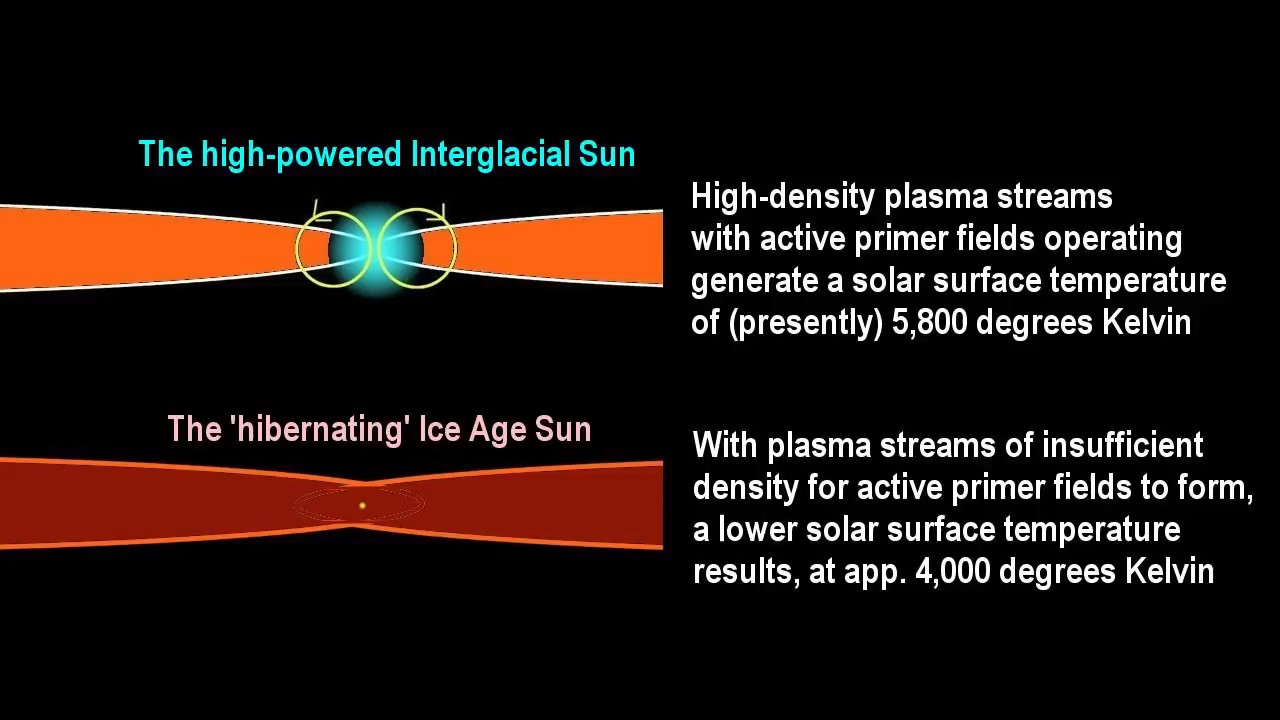 The high-powered Interglacial Sun
High-density plasma streams
with active primer fields operating
generate a solar surface temperature
of (presently) 5,800 degrees Kelvin
The 'hibernating' Ice Age Sun
With plasma streams of insufficient
density for active primer fields to form,
a lower solar surface temperature
results, at app. 4,000 degrees Kelvin